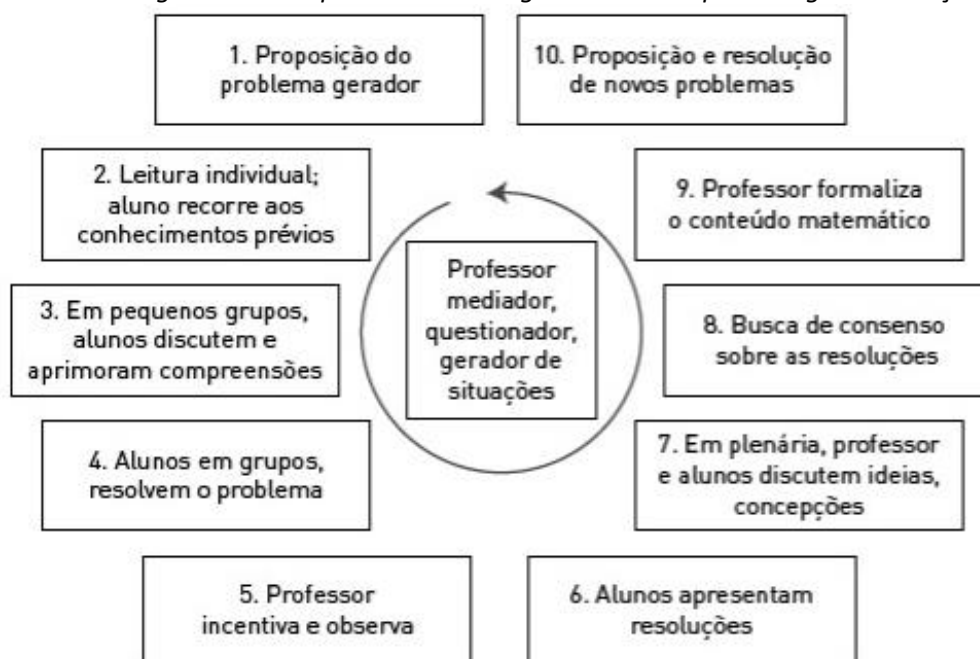 1. Proposição do
problema gerador
10. Proposição e resolução
de novos problemas
2. Leitura individual;
aluno recorre aos
conhecimentos prévios
9. Professor formaliza
o conteúdo matemático
Professor
mediador,
questionador,
gerador de
situações
3. Em pequenos grupos,
alunos discutem e
aprimoram compreensões
8. Busca de consenso
sobre as resoluções
4. Alunos em grupos,
resolvem o problema
7. Em plenária, professor
e alunos discutem ideias,
concepções
5. Professor
incentiva e observa
6. Alunos apresentam
resoluções